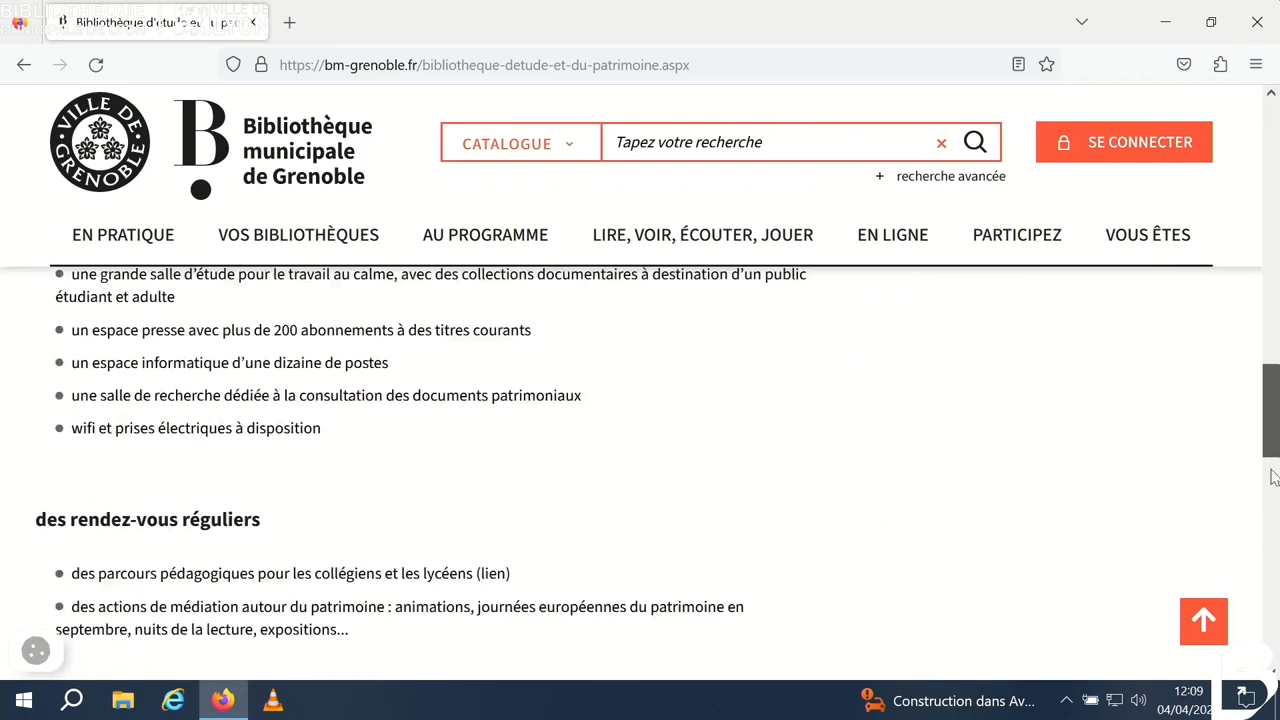 Bibliothèque d'étude et du pa
https://bm-grenoble.fr/bibliotheque-detude-et-du-patrimoine.aspx
VILLE DE GRENOBLE
B
Bibliothèque
municipale
de Grenoble
CATALOGUE
Tapez votre recherche
+ recherche avancée
SE CONNECTER
EN PRATIQUE VOS BIBLIOTHÈQUES AU PROGRAMME LIRE, VOIR, ÉCOUTER, JOUER EN LIGNE PARTICIPEZ VOUS ÊTES
une grande salle d'étude pour le travail au calme, avec des collections documentaires à destination d'un public
étudiant et adulte
un espace presse avec plus de 200 abonnements à des titres courants
un espace informatique d'une dizaine de postes
une salle de recherche dédiée à la consultation des documents patrimoniaux
wifi et prises électriques à disposition
des rendez-vous réguliers
des parcours pédagogiques pour les collégiens et les lycéens (lien)
des actions de médiation autour du patrimoine : animations, journées européennes du patrimoine en
septembre, nuits de la lecture, expositions...
Construction dans Av...
12:09
04/04/202